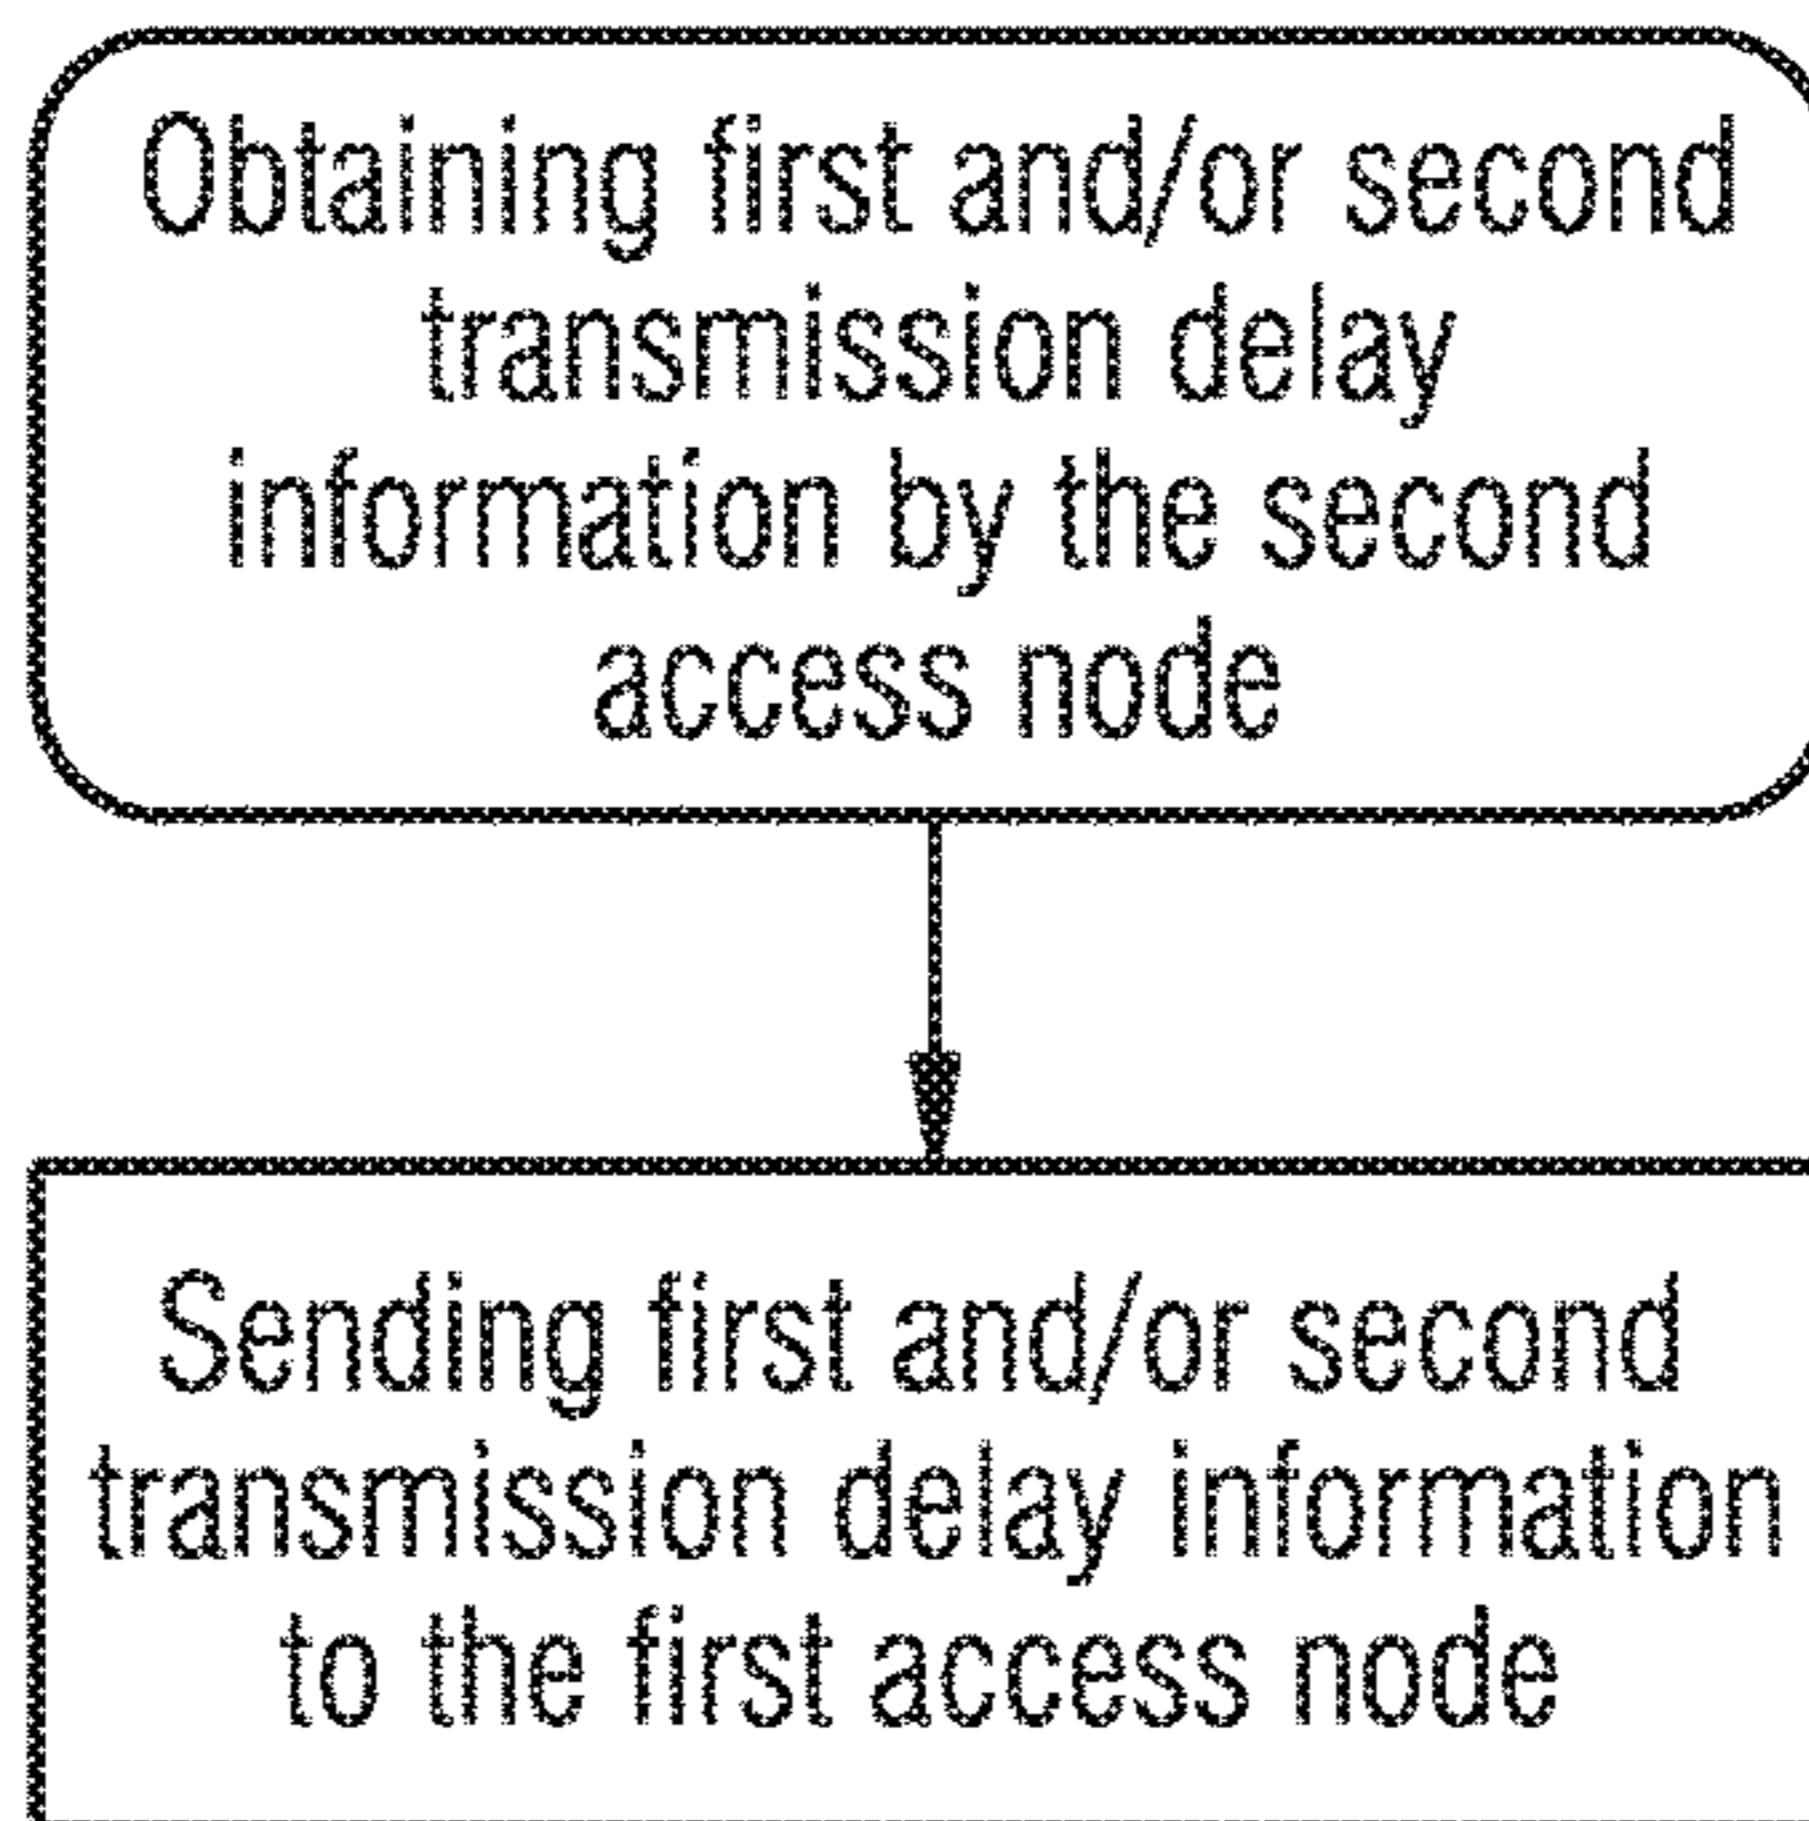 Obtaining first and/or second
transmission delay
information by the second
access node
Sending first and/or second
transmission delay information
to the first access node